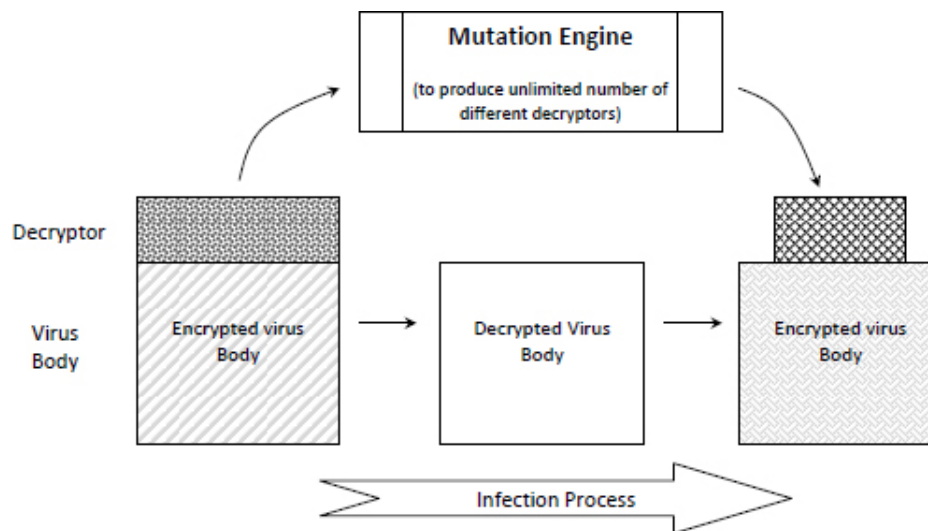 Mutation Engine
(to produce unlimited number of
different decryptors)
Decryptor
Virus
Body
Encrypted virus
Body
Decrypted Virus
Body
Encrypted virus
Body
Infection Process